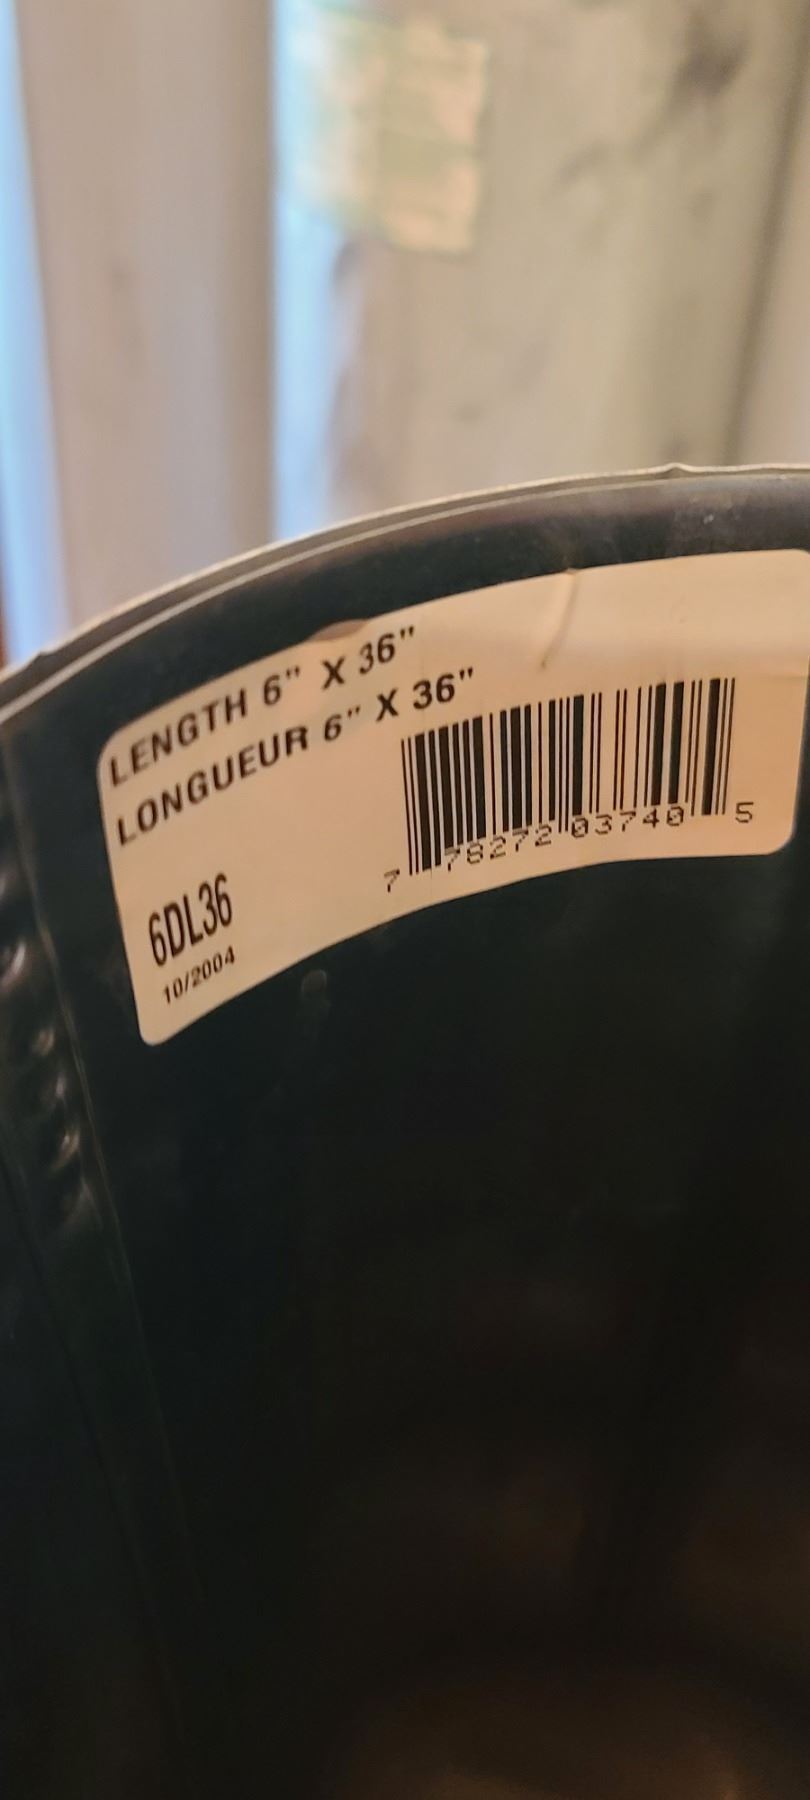 LENGTH 6" X 36"
LONGUEUR 6" X 36"
7 78272 03740 5
6DL36
10/2004